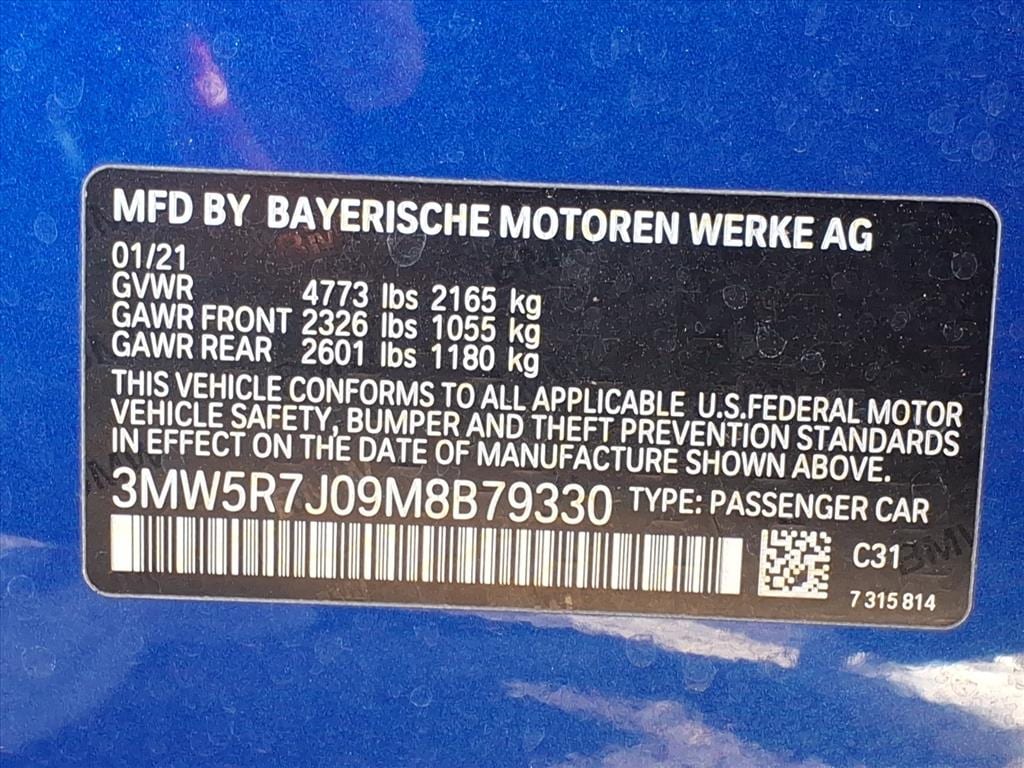 MFD BY BAYERISCHE MOTOREN WERKE AG
01/21
GVWR 4773 lbs 2165 kg
GAWR FRONT 2326 lbs 1055 kg
GAWR REAR 2601 lbs 1180 kg
THIS VEHICLE CONFORMS TO ALL APPLICABLE U.S.FEDERAL MOTOR
VEHICLE SAFETY, BUMPER AND THEFT PREVENTION STANDARDS
IN EFFECT ON THE DATE OF MANUFACTURE SHOWN ABOVE.
3MW5R7J09M8B79330 TYPE: PASSENGER CAR
C31
7 315 814